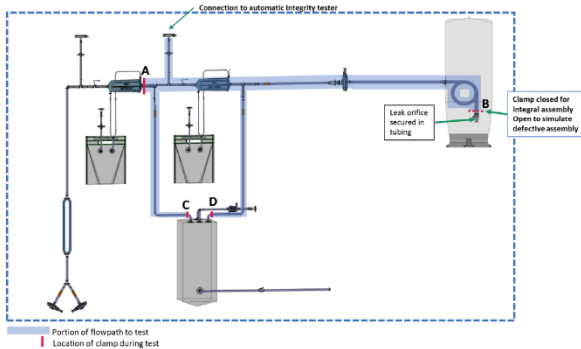 Connection to automatic integrity tester
A
B
Clamp closed for
integral assembly
Open to simulate
defective assembly
Leak orifice
secured in
tubing
C
D
Portion of flowpath to test
Location of clamp during test